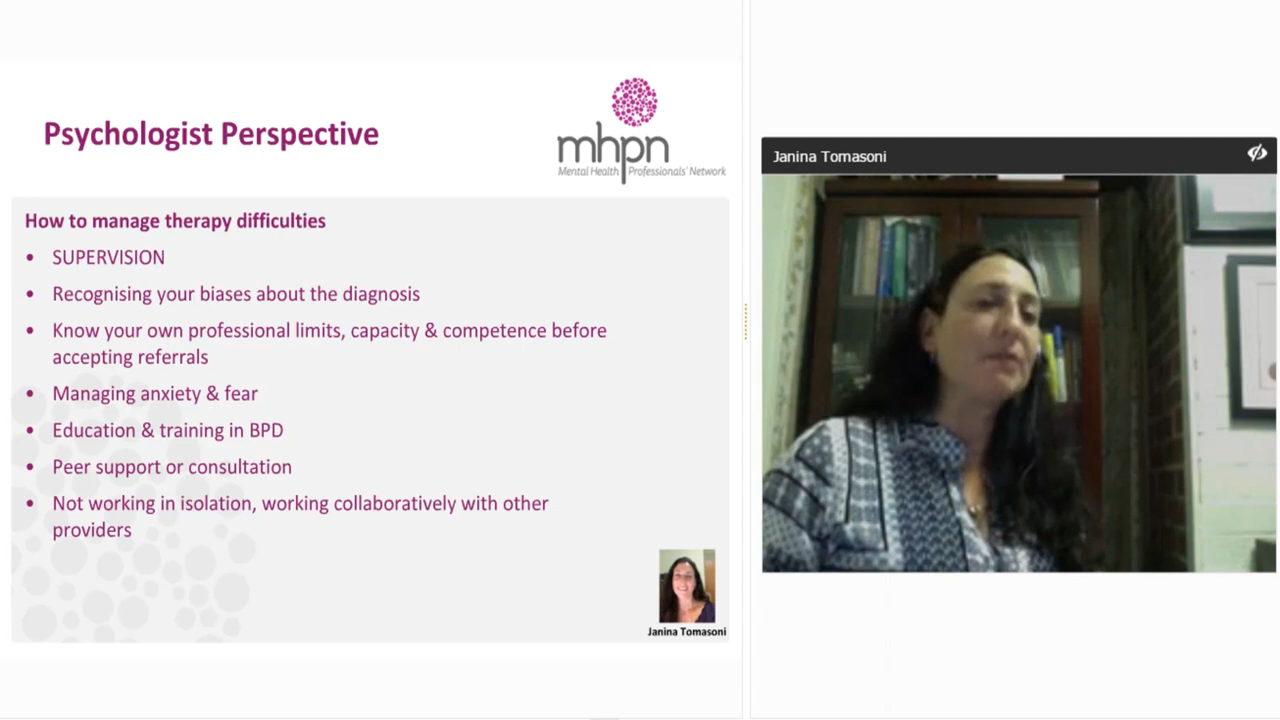 Psychologist Perspective
mhpn
Mental Health Professionals' Network
How to manage therapy difficulties
• SUPERVISION
• Recognising your biases about the diagnosis
• Know your own professional limits, capacity & competence before
accepting referrals
• Managing anxiety & fear
• Education & training in BPD
• Peer support or consultation
• Not working in isolation, working collaboratively with other
providers
Janina Tomasoni
Janina Tomasoni